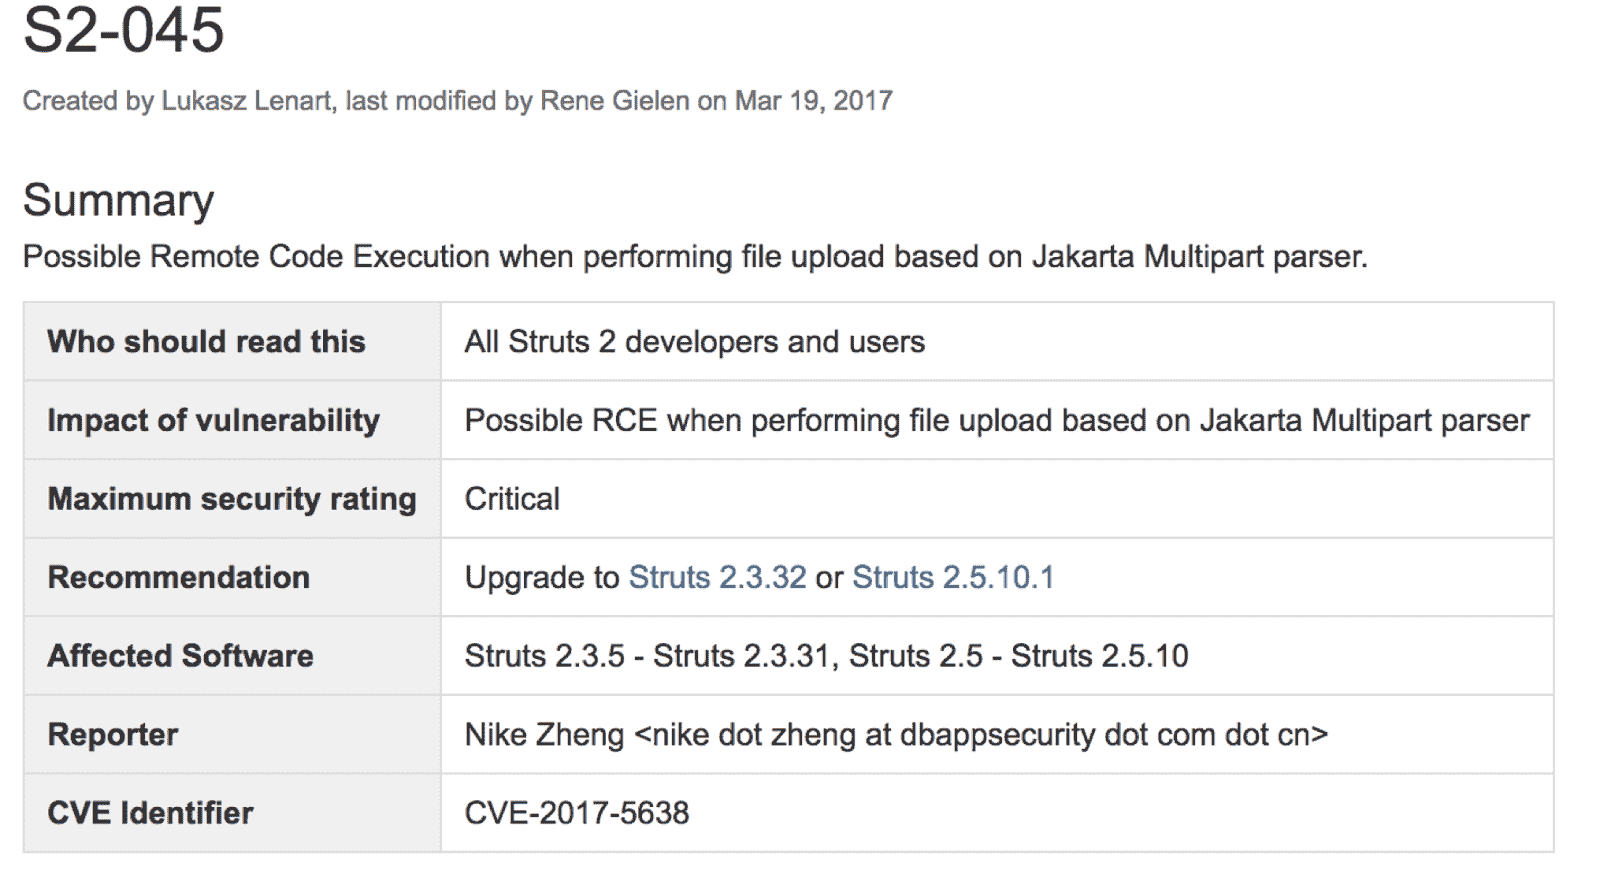 S2-045
Created by Lukasz Lenart, last modified by Rene Gielen on Mar 19, 2017
Summary
Possible Remote Code Execution when performing file upload based on Jakarta Multipart parser.
Who should read this All Struts 2 developers and users
Impact of vulnerability Possible RCE when performing file upload based on Jakarta Multipart parser
Maximum security rating Critical
Recommendation Upgrade to Struts 2.3.32 or Struts 2.5.10.1
Affected Software Struts 2.3.5 - Struts 2.3.31, Struts 2.5 - Struts 2.5.10
Reporter Nike Zheng <nike dot zheng at dbappsecurity dot com dot cn>
CVE Identifier CVE-2017-5638